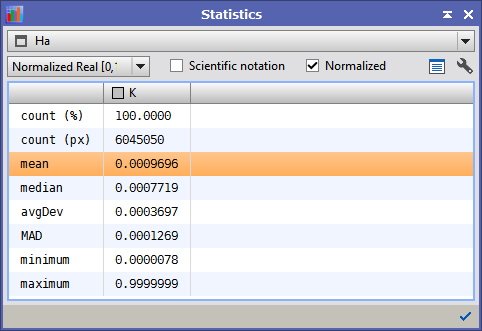 Statistics
Ha
Normalized Real [0, Scientific notation Normalized
K
count (%) 100.0000
count (px) 6045050
mean 0.0009696
median 0.0007719
avgDev 0.0003697
MAD 0.0001269
minimum 0.0000078
maximum 0.9999999